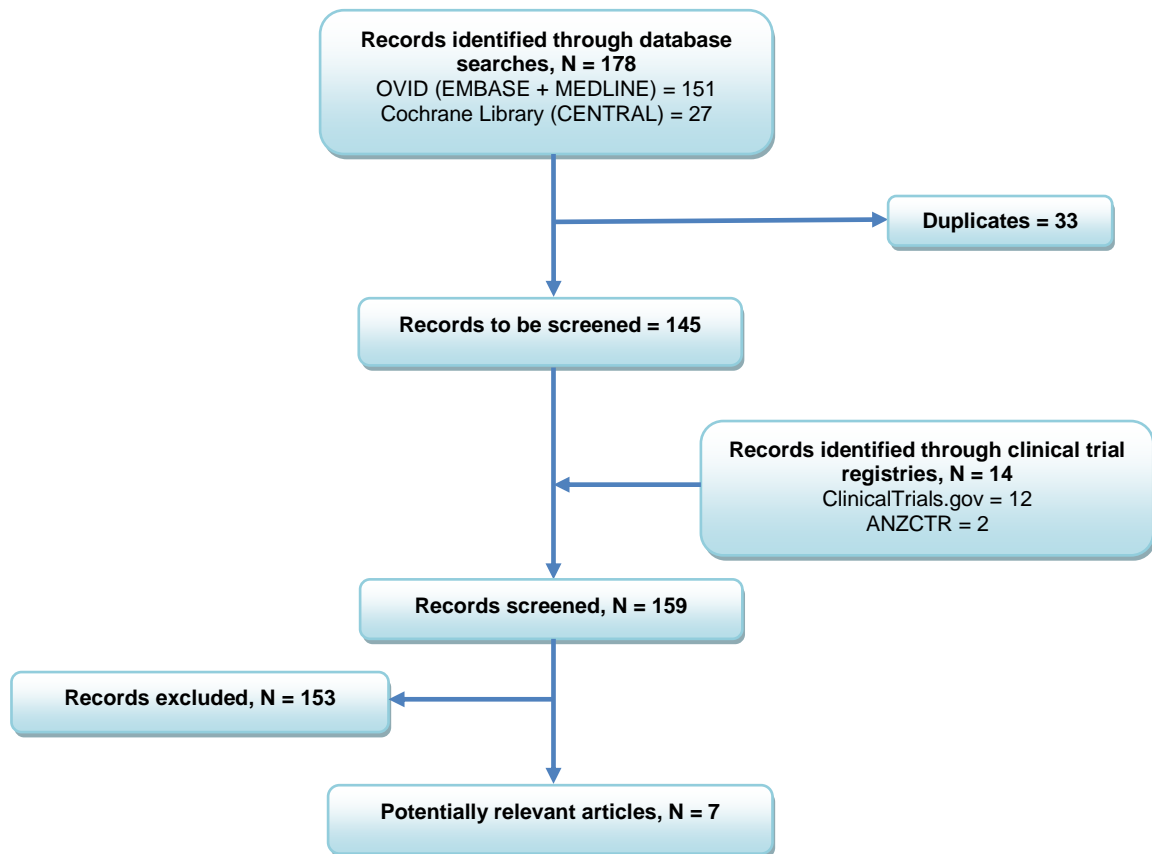 Records identified through database
searches, N = 178
OVID (EMBASE + MEDLINE) = 151
Cochrane Library (CENTRAL) = 27
Duplicates = 33
Records to be screened = 145
Records identified through clinical trial
registries, N = 14
ClinicalTrials.gov = 12
ANZCTR = 2
Records screened, N = 159
Records excluded, N = 153
Potentially relevant articles, N = 7